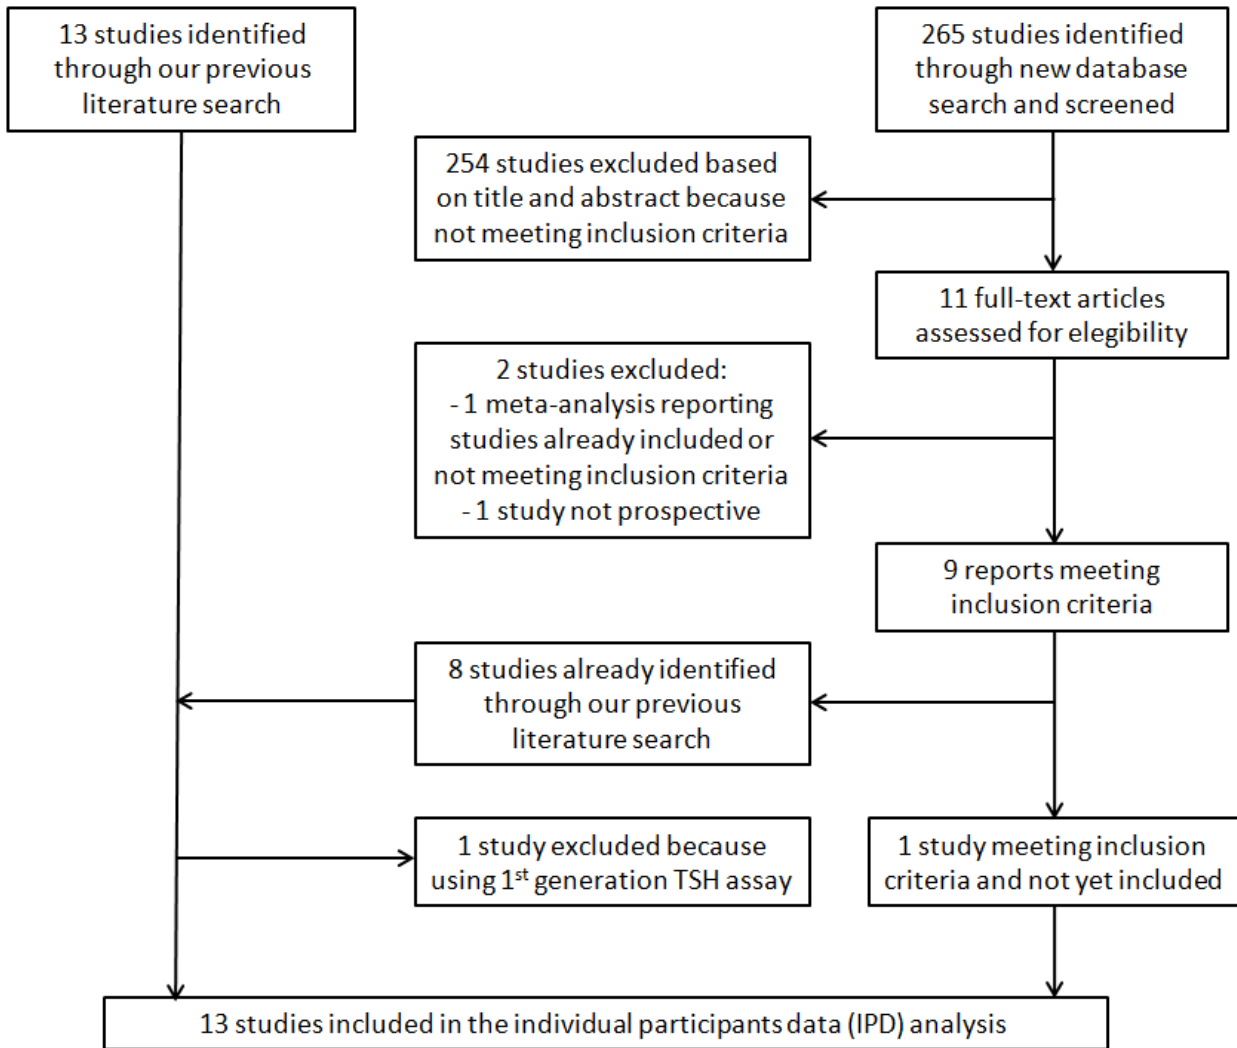 13 studies identified
through our previous
literature search
265 studies identified
through new database
search and screened
254 studies excluded based
on title and abstract because
not meeting inclusion criteria
11 full-text articles
assessed for elegibility
2 studies excluded:
- 1 meta-analysis reporting
studies already included or
not meeting inclusion criteria
- 1 study not prospective
9 reports meeting
inclusion criteria
8 studies already identified
through our previous
literature search
1 study excluded because
using 1st generation TSH assay
1 study meeting inclusion
criteria and not yet included
13 studies included in the individual participants data (IPD) analysis